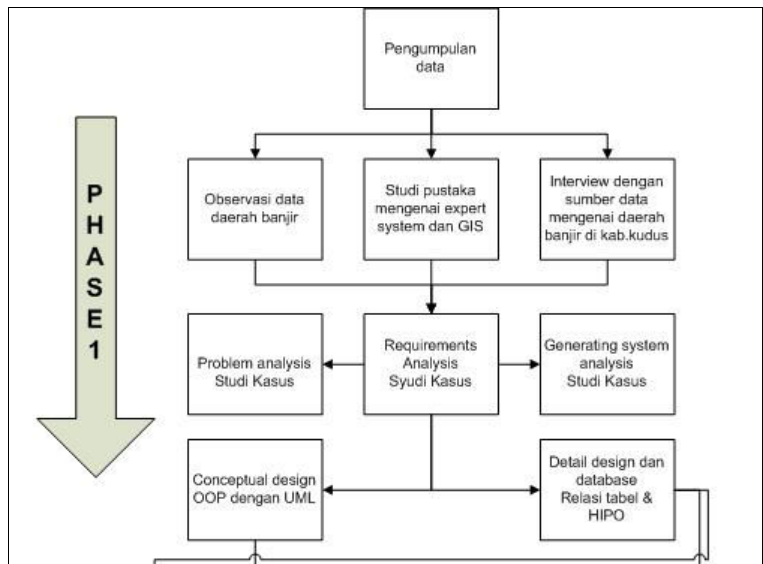 Pengumpulan
data
P
H
A
S
E
1
Observasi data
daerah banjir
Studi pustaka
mengenai expert
system dan GIS
Interview dengan
sumber data
mengenai daerah
banjir di kab.kudus
Problem analysis
Studi Kasus
Requirements
Analysis
Syudi Kasus
Generating system
analysis
Studi Kasus
Conceptual design
OOP dengan UML
Detail design dan
database
Relasi tabel &
HIPO